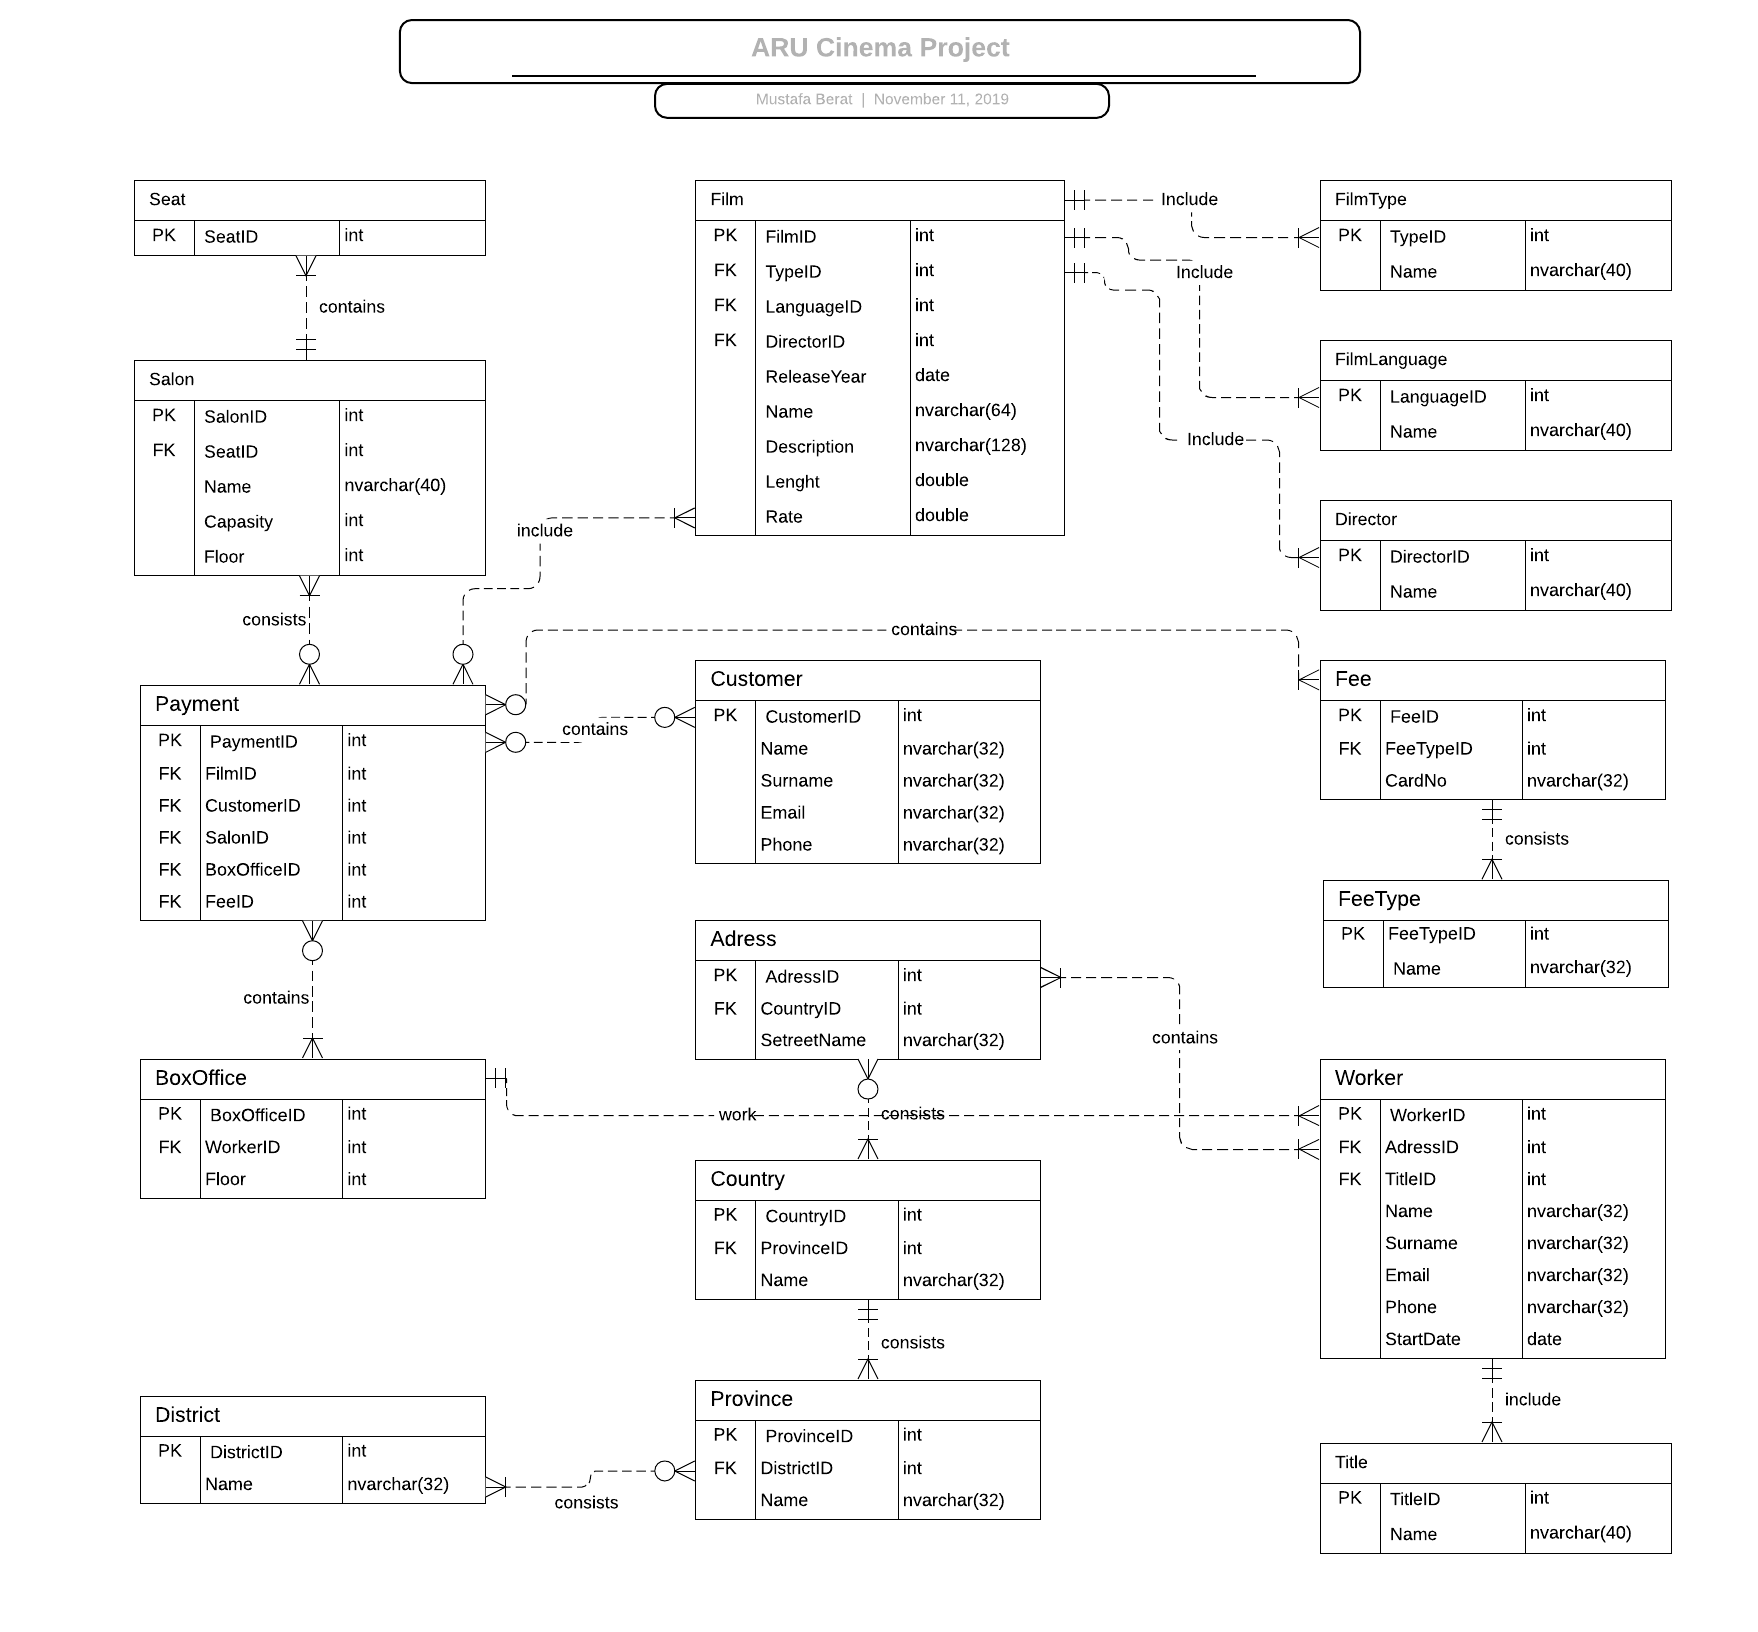 ARU Cinema Project
Mustafa Berat | November 11, 2019
Seat
PK SeatID int
contains
Salon
PK SalonID int
FK SeatID int
Name nvarchar(40)
Capasity int
Floor int
consists
Film
PK FilmID int
FK TypeID int
FK LanguageID int
FK DirectorID int
ReleaseYear date
Name nvarchar(64)
Description nvarchar(128)
Lenght double
Rate double
include
Include
Include
Include
FilmType
PK TypeID int
Name nvarchar(40)
FilmLanguage
PK LanguageID int
Name nvarchar(40)
Director
PK DirectorID int
Name nvarchar(40)
contains
Payment
PK PaymentID int
FK FilmID int
FK CustomerID int
FK SalonID int
FK BoxOfficeID int
FK FeeID int
contains
Customer
PK CustomerID int
Name nvarchar(32)
Surname nvarchar(32)
Email nvarchar(32)
Phone nvarchar(32)
Fee
PK FeeID int
FK FeeTypeID int
CardNo nvarchar(32)
consists
FeeType
PK FeeTypeID int
Name nvarchar(32)
contains
Adress
PK AdressID int
FK CountryID int
SetreetName nvarchar(32)
contains
BoxOffice
PK BoxOfficeID int
FK WorkerID int
Floor int
work
consists
Worker
PK WorkerID int
FK AdressID int
FK TitleID int
Name nvarchar(32)
Surname nvarchar(32)
Email nvarchar(32)
Phone nvarchar(32)
StartDate date
Country
PK CountryID int
FK ProvinceID int
Name nvarchar(32)
consists
include
District
PK DistrictID int
Name nvarchar(32)
consists
Province
PK ProvinceID int
FK DistrictID int
Name nvarchar(32)
Title
PK TitleID int
Name nvarchar(40)